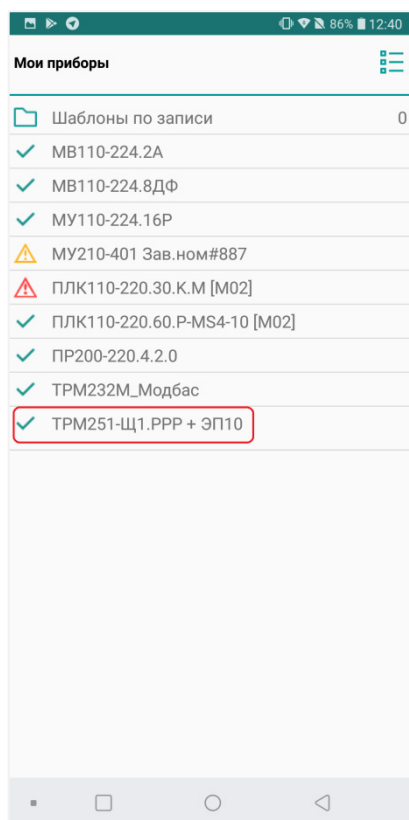 86% 12:40
Мои приборы
Шаблоны по записи 0
МВ110-224.2А
МВ110-224.8ДФ
МУ110-224.16Р
МУ210-401 Зав.ном#887
ПЛК110-220.30.K.M [M02]
ПЛК110-220.60.P-MS4-10 [M02]
ПР200-220.4.2.0
ТРМ232М_Модбас
ТРМ251-Щ1.РРР + ЭП10